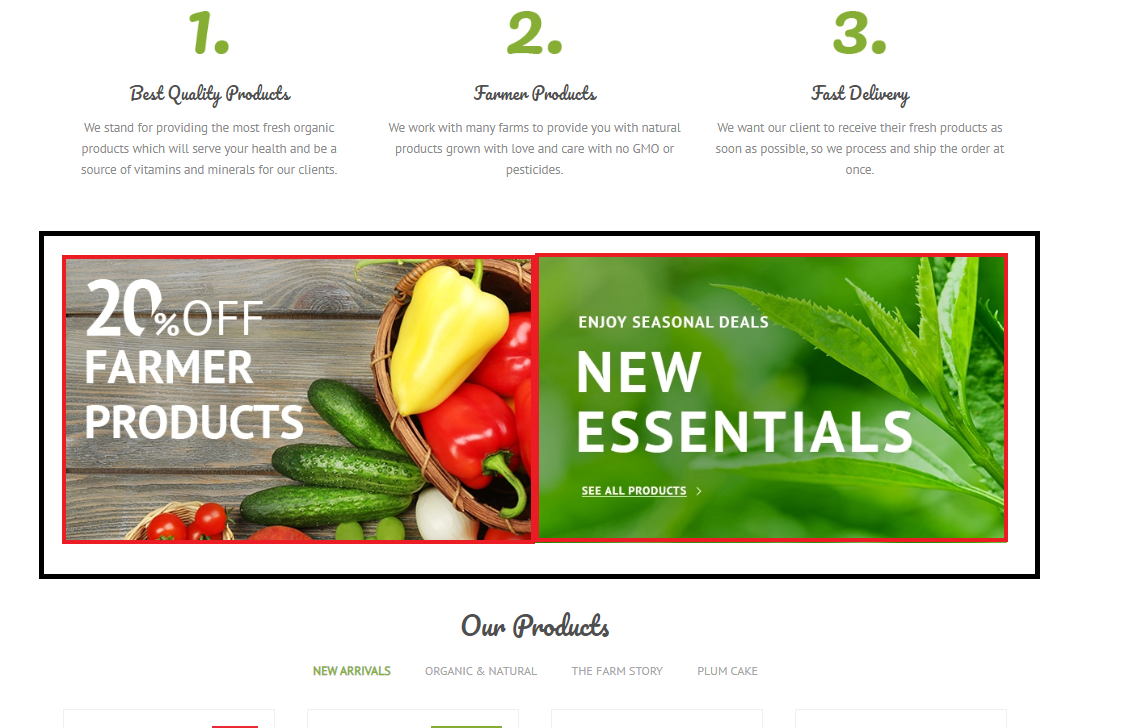 1.
Best Quality Products
We stand for providing the most fresh organic
products which will serve your health and be a
source of vitamins and minerals for our clients.
2.
Farmer Products
We work with many farms to provide you with natural
products grown with love and care with no GMO or
pesticides.
3.
Fast Delivery
We want our client to receive their fresh products as
soon as possible, so we process and ship the order at
once.
20% OFF
FARMER
PRODUCTS
ENJOY SEASONAL DEALS
NEW
ESSENTIALS
SEE ALL PRODUCTS
Our Products
NEW ARRIVALS ORGANIC & NATURAL THE FARM STORY PLUM CAKE